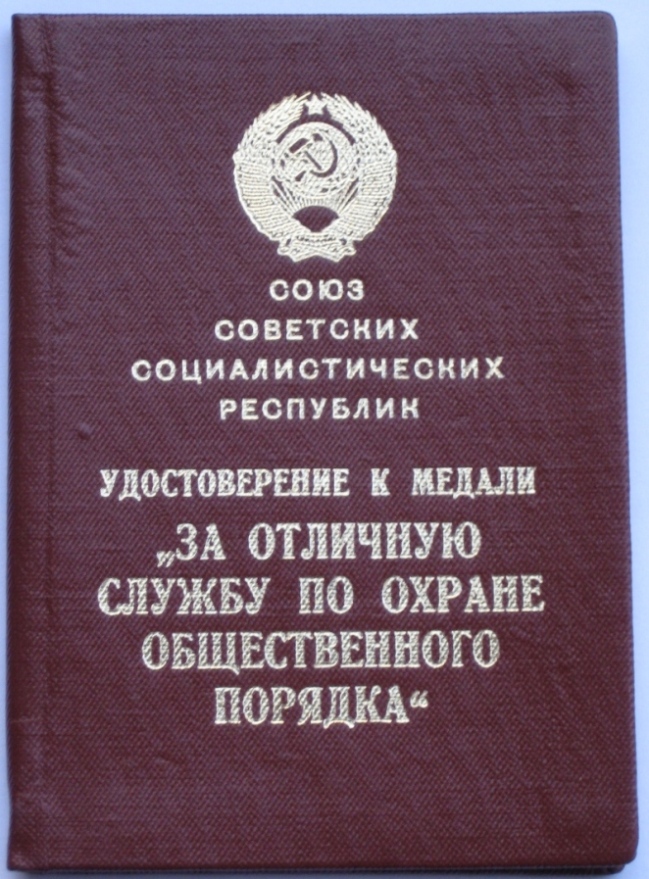 СОЮЗ
СОВЕТСКИХ
СОЦИАЛИСТИЧЕСКИХ
РЕСПУБЛИК
УДОСТОВЕРЕНИЕ К МЕДАЛИ
„ЗА ОТЛИЧНУЮ
СЛУЖБУ ПО ОХРАНЕ
ОБЩЕСТВЕННОГО
ПОРЯДКА“